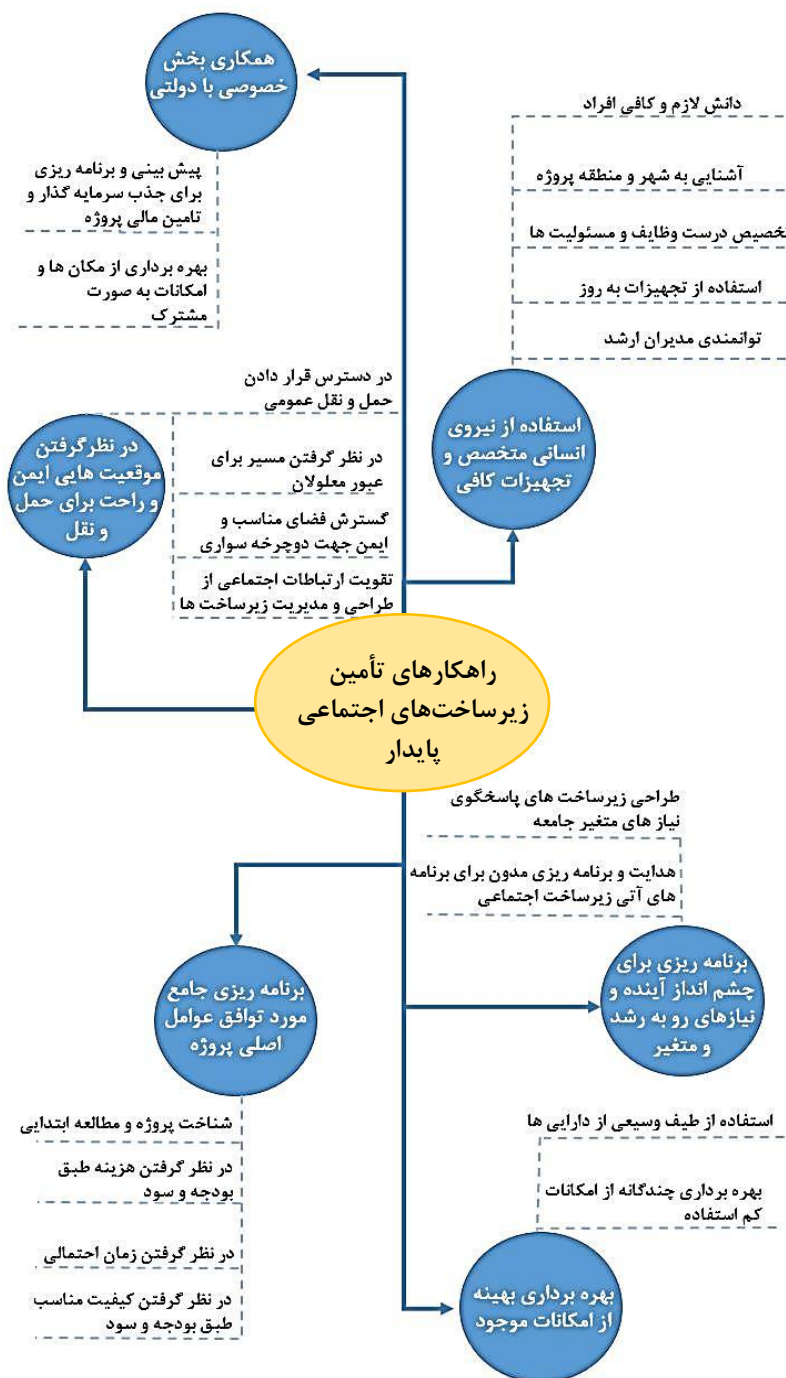 همکاری بخش
خصوصی با دولتی
پیش بینی و برنامه ریزی
برای جذب سرمایه گذار و
تامین مالی پروژه
بهره برداری از مکان ها و
امکانات به صورت
مشترک
دانش لازم و کافی افراد
آشنایی به شهر و منطقه پروژه
تخصیص درست وظایف و مسئولیت ها
استفاده از تجهیزات به روز
توانمندی مدیران ارشد
استفاده از نیروی
انسانی متخصص و
تجهیزات کافی
در دسترس قرار دادن
حمل و نقل عمومی
در نظر گرفتن مسیر برای
عبور معلولان
گسترش فضای مناسب و
ایمن جهت دوچرخه سواری
تقویت ارتباطات اجتماعی از
طراحی و مدیریت زیرساخت ها
در نظرگرفتن
موقعیت هایی ایمن
و راحت برای حمل
و نقل
راهکارهای تأمین
زیرساخت‌های اجتماعی
پایدار
طراحی زیرساخت های پاسخگوی
نیاز های متغیر جامعه
هدایت و برنامه ریزی مدون برای برنامه
های آتی زیرساخت اجتماعی
برنامه ریزی برای
چشم انداز آینده و
نیازهای رو به رشد
و متغیر
برنامه ریزی جامع
مورد توافق عوامل
اصلی پروژه
شناخت پروژه و مطالعه ابتدایی
در نظر گرفتن هزینه طبق
بودجه و سود
در نظر گرفتن زمان احتمالی
در نظر گرفتن کیفیت مناسب
طبق بودجه و سود
استفاده از طیف وسیعی از دارایی ها
بهره برداری چندگانه از امکانات
کم استفاده
بهره برداری بهینه
از امکانات موجود